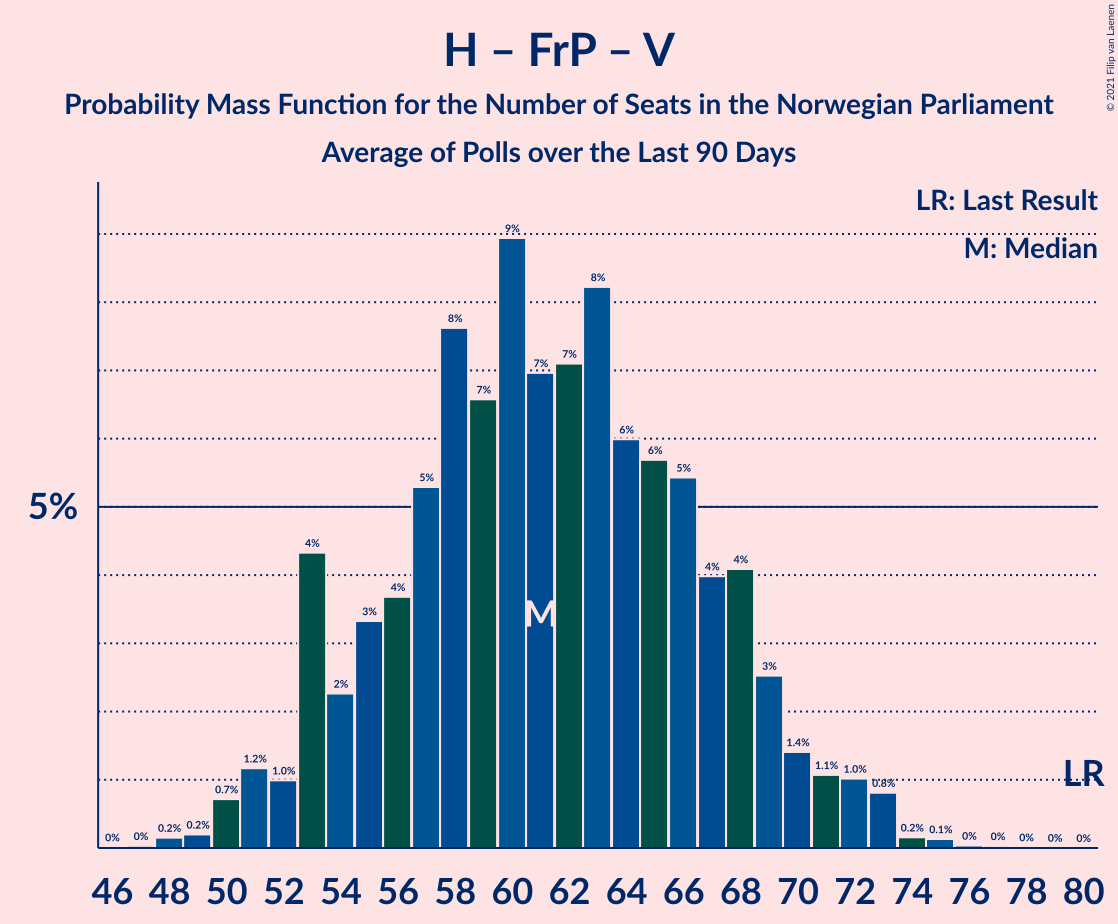 H – FrP – V
Probability Mass Function for the Number of Seats in the Norwegian Parliament
Average of Polls over the Last 90 Days
© 2021 Filip van Laenen
LR: Last Result
M: Median
5%
0% 0% 0.2% 0.2% 0.7% 1.2% 1.0% 4% 2% 3% 4% 5% 8% 7% 9% 7% 7% 8% 6% 6% 5% 4% 4% 3% 1.4% 1.1% 1.0% 0.8% 0.2% 0.1% 0% 0% 0% 0% 0%
M
LR
46 48 50 52 54 56 58 60 62 64 66 68 70 72 74 76 78 80